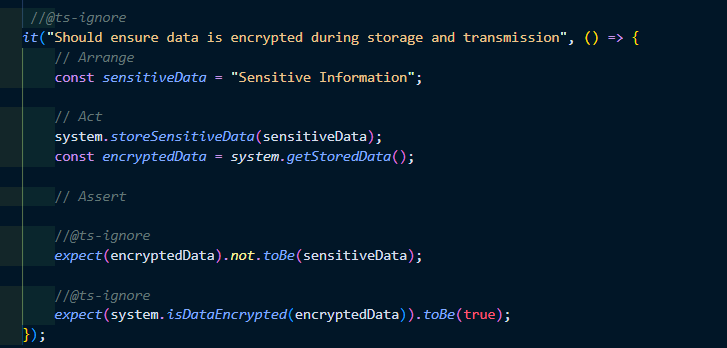 //@ts-ignore
it("Should ensure data is encrypted during storage and transmission", () => {
// Arrange
const sensitiveData = "Sensitive Information";
// Act
system.storeSensitiveData(sensitiveData);
const encryptedData = system.getStoredData();
// Assert
//@ts-ignore
expect(encryptedData).not.toBe(sensitiveData);
//@ts-ignore
expect(system.isDataEncrypted(encryptedData)).toBe(true);
});